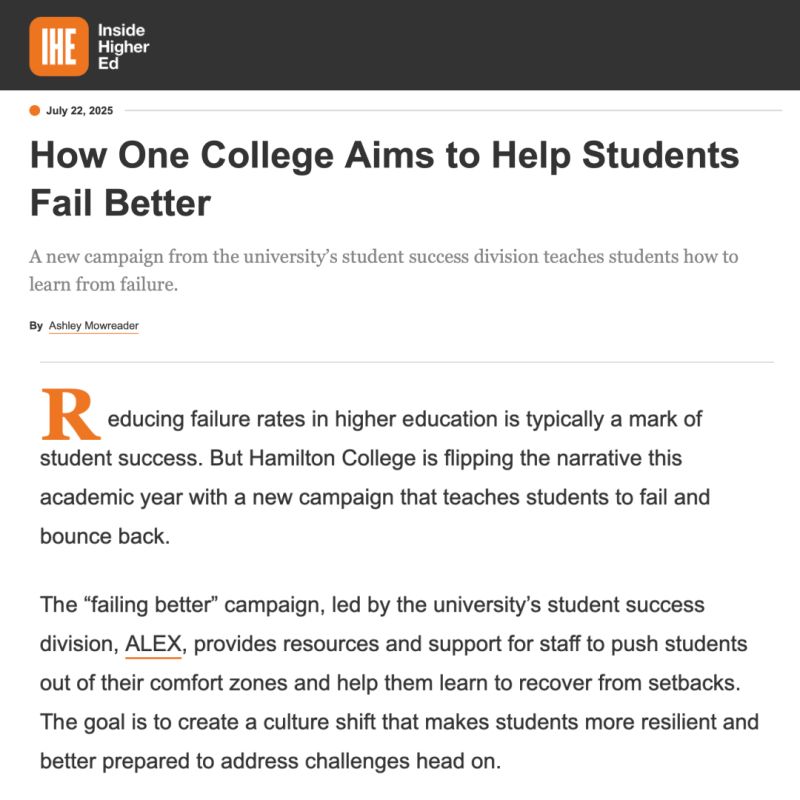 IHE
Inside
Higher
Ed
July 22, 2025
How One College Aims to Help Students
Fail Better
A new campaign from the university’s student success division teaches students how to
learn from failure.
By Ashley Mowreader
Reducing failure rates in higher education is typically a mark of
student success. But Hamilton College is flipping the narrative this
academic year with a new campaign that teaches students to fail and
bounce back.
The “failing better” campaign, led by the university’s student success
division, ALEX, provides resources and support for staff to push students
out of their comfort zones and help them learn to recover from setbacks.
The goal is to create a culture shift that makes students more resilient and
better prepared to address challenges head on.